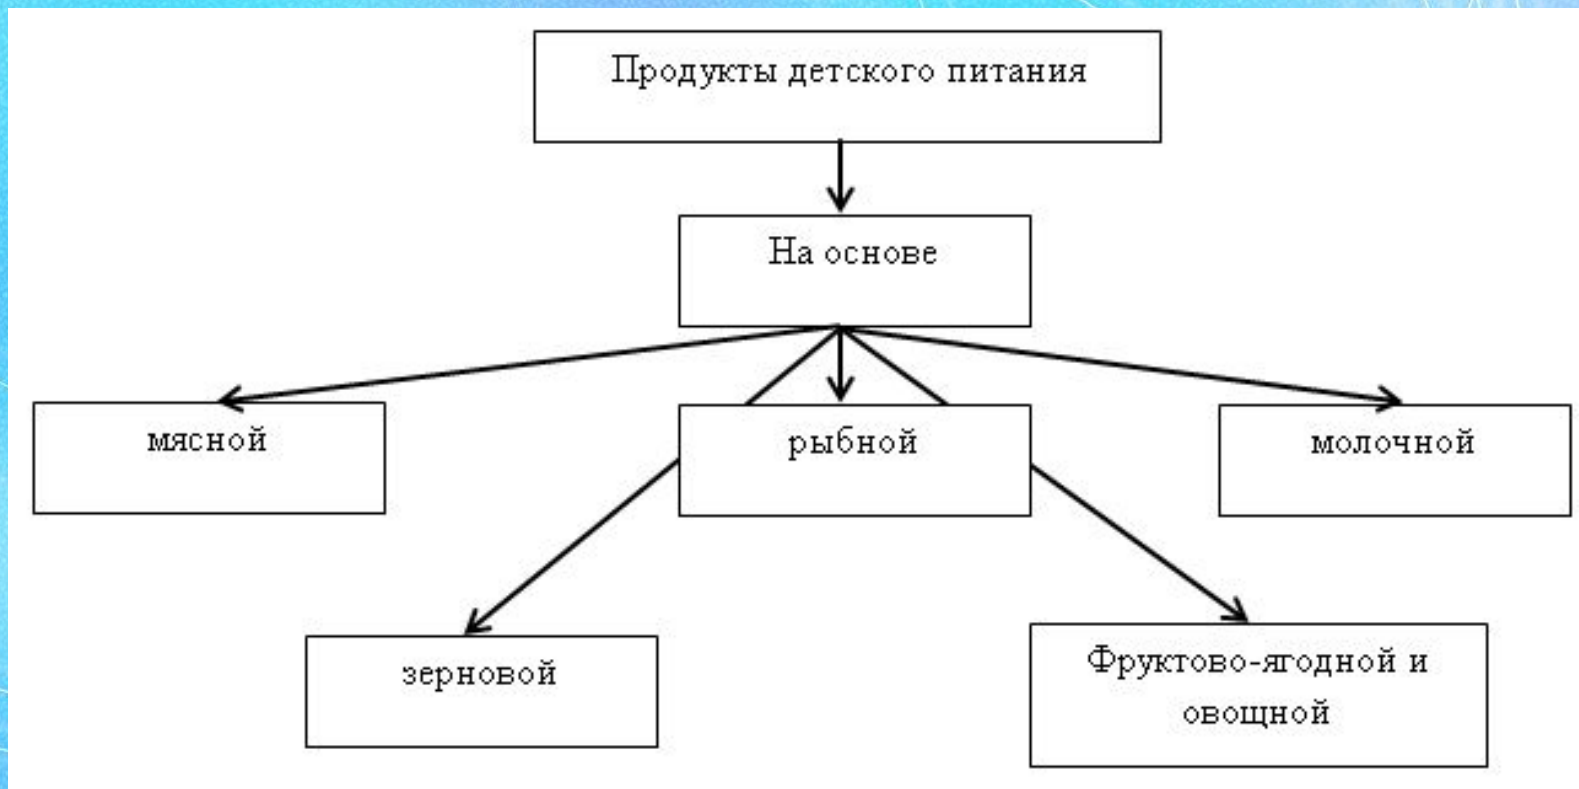 Продукты детского питания
На основе
мясной
рыбной
молочной
зерновой
Фруктово-ягодной и
овощной